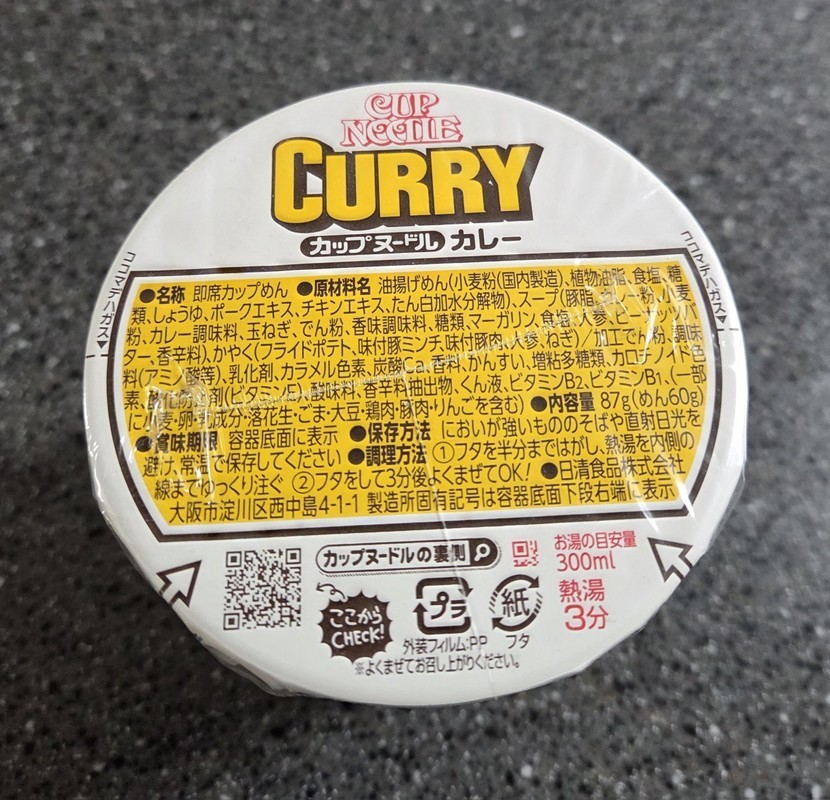 CUP
NOODLE
CURRY
カップヌードル カレー
ココマデハガス
ココマデハガス
●名称 即席カップめん ●原材料名 油揚げめん(小麦粉(国内製造)、植物油脂、食塩、糖
類、しょうゆ、ポークエキス、チキンエキス、たん白加水分解物)、スープ(豚脂、粉、小麦
粉、カレー調味料、玉ねぎ、でん粉、香味調味料、糖類、マーガリン、食塩、人参、ピーナッツバ
ター、香辛料)、かやく(フライドポテト、味付豚ミンチ、味付豚肉、人参、ねぎ)/加工でん粉、調味
料(アミノ酸等)、乳化剤、カラメル色素、炭酸Ca、香料、かんすい、増粘多糖類、カロチノイド色
素、酸化防止剤(ビタミンE)、酸味料、香辛料抽出物、くん液、ビタミンB₂、ビタミンB₁、(一部
に小麦・卵・乳成分・落花生・ごま・大豆・鶏肉・豚肉・りんごを含む) ●内容量 87g(めん60g)
●賞味期限 容器底面に表示 ●保存方法 においが強いもののそばや直射日光を
避け、常温で保存してください ●調理方法 ①フタを半分まではがし、熱湯を内側の
線までゆっくり注ぐ ②フタをして3分後よくまぜてOK! ●日清食品株式会社
大阪市淀川区西中島4-1-1 製造所固有記号は容器底面下段右端に表示
カップヌードルの裏側
お湯の目安量
300ml
ここから
CHECK!
プラ
紙
熱湯
3分
外装フィルム:PP フタ
※よくまぜてお召し上がりください。